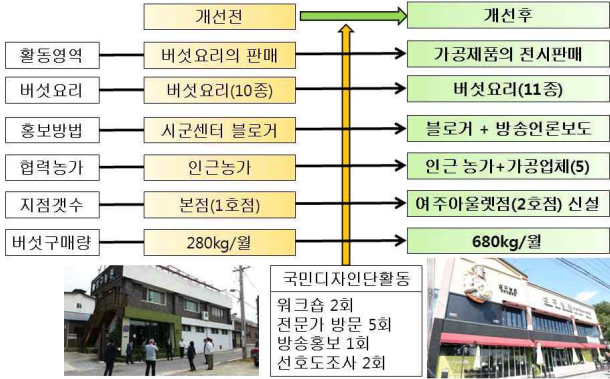 개선전 개선후
활동영역 버섯요리의 판매 가공제품의 전시판매
버섯요리 버섯요리(10종) 버섯요리(11종)
홍보방법 시군센터 블로거 블로거 + 방송언론보도
협력농가 인근농가 인근 농가+가공업체(5)
지점갯수 본점(1호점) 여주아울렛점(2호점) 신설
버섯구매량 280kg/월 680kg/월
국민디자인단활동
워크숍 2회
전문가 방문 5회
방송홍보 1회
선호도조사 2회